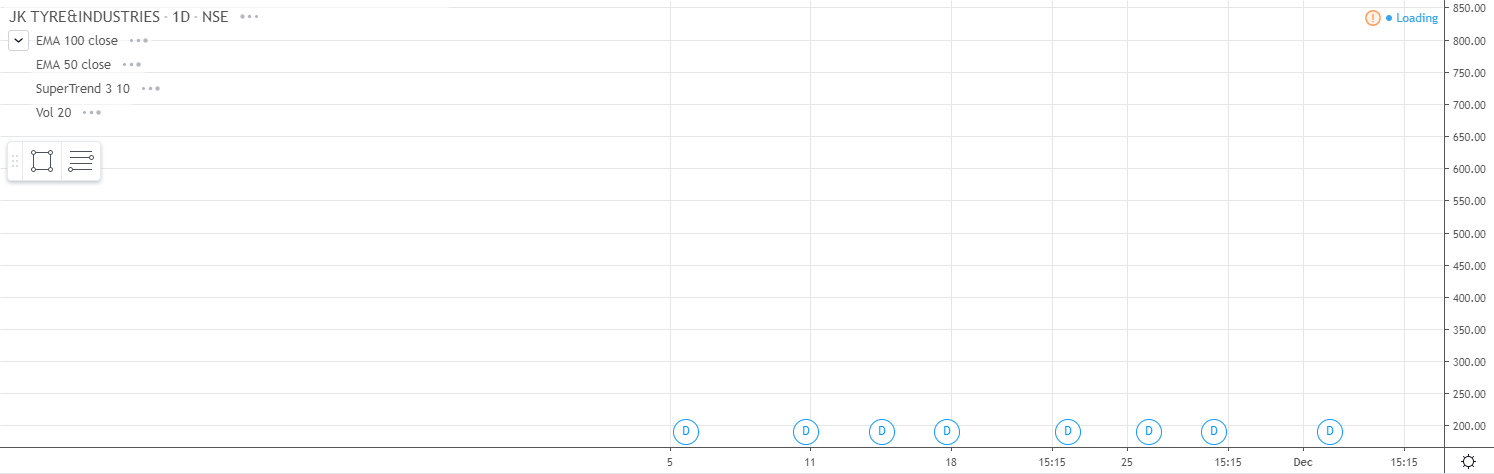 JK TYRE&INDUSTRIES · 1D · NSE
Loading
EMA 100 close
EMA 50 close
SuperTrend 3 10
Vol 20
850.00
800.00
750.00
700.00
650.00
600.00
550.00
500.00
450.00
400.00
350.00
300.00
250.00
200.00
D D D D D D D D
5 11 18 15:15 25 15:15 Dec 15:15